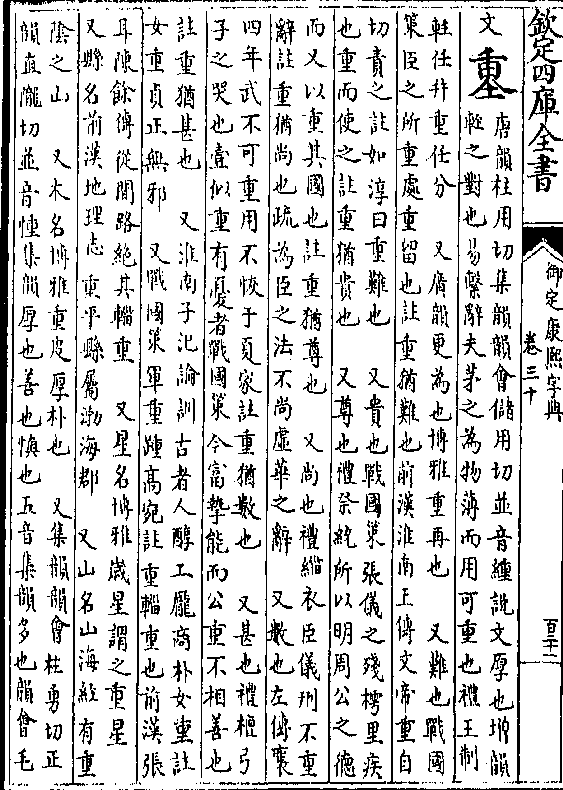 欽定四庫全書
御定康熙字典
卷三十
百三十一
文
重
唐韻柱用切集韻韻會儲用切並音緟說文厚也增韻
輕之對也易繫辭夫茅之為物薄而用可重也禮王制
輕任并重任分 又廣韻更為也博雅重再也 又難也戰國
策臣之所重處重留也註重猶難也前漢淮南王傳文帝重自
切責之註如淳曰重難也 又貴也戰國策張儀之殘樗里疾
也重而使之註重猶貴也 又尊也禮祭統所以明周公之德
而又以重其國也註重猶尊也 又尚也禮緇衣臣儀刑不重
辭註重猶尚也疏為臣之法不尚虛華之辭 又數也左傳襄
四年武不可重用不恢于夏家註重猶數也 又甚也禮檀弓
子之哭也壹似重有憂者戰國策今富摯能而公重不相善也
註重猶甚也 又淮南子氾論訓古者人醇工龐商朴女重註
女重貞正無邪 又戰國策軍重踵高宛註重輜重也前漢張
耳陳餘傳從間路絕其輜重 又星名博雅歲星謂之重星
又縣名前漢地理志重平縣屬渤海郡 又山名山海經有重
陰之山 又木名博雅重皮厚朴也 又集韻韻會柱勇切正
韻直隴切並音㣫集韻厚也善也愼也五音集韻多也韻會毛